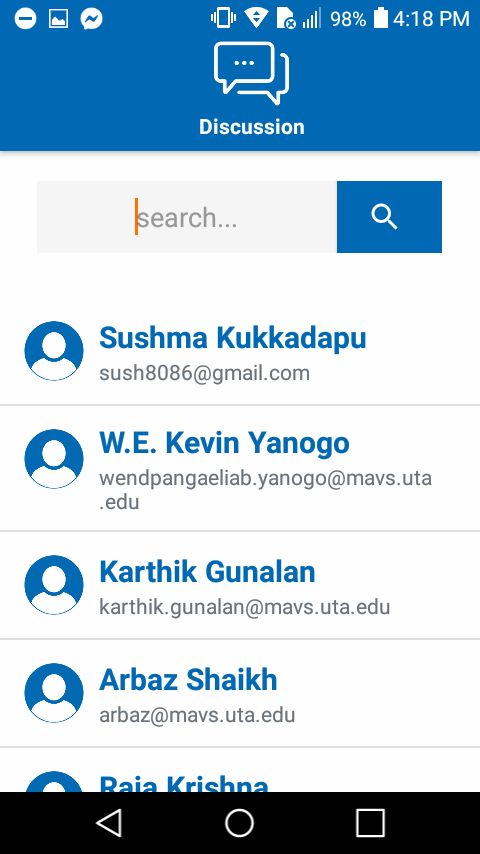 98% 4:18 PM
Discussion
search...
Sushma Kukkadapu
sush8086@gmail.com
W.E. Kevin Yanogo
wendpangaeliab.yanogo@mavs.uta
.edu
Karthik Gunalan
karthik.gunalan@mavs.uta.edu
Arbaz Shaikh
arbaz@mavs.uta.edu
Raja Krishna